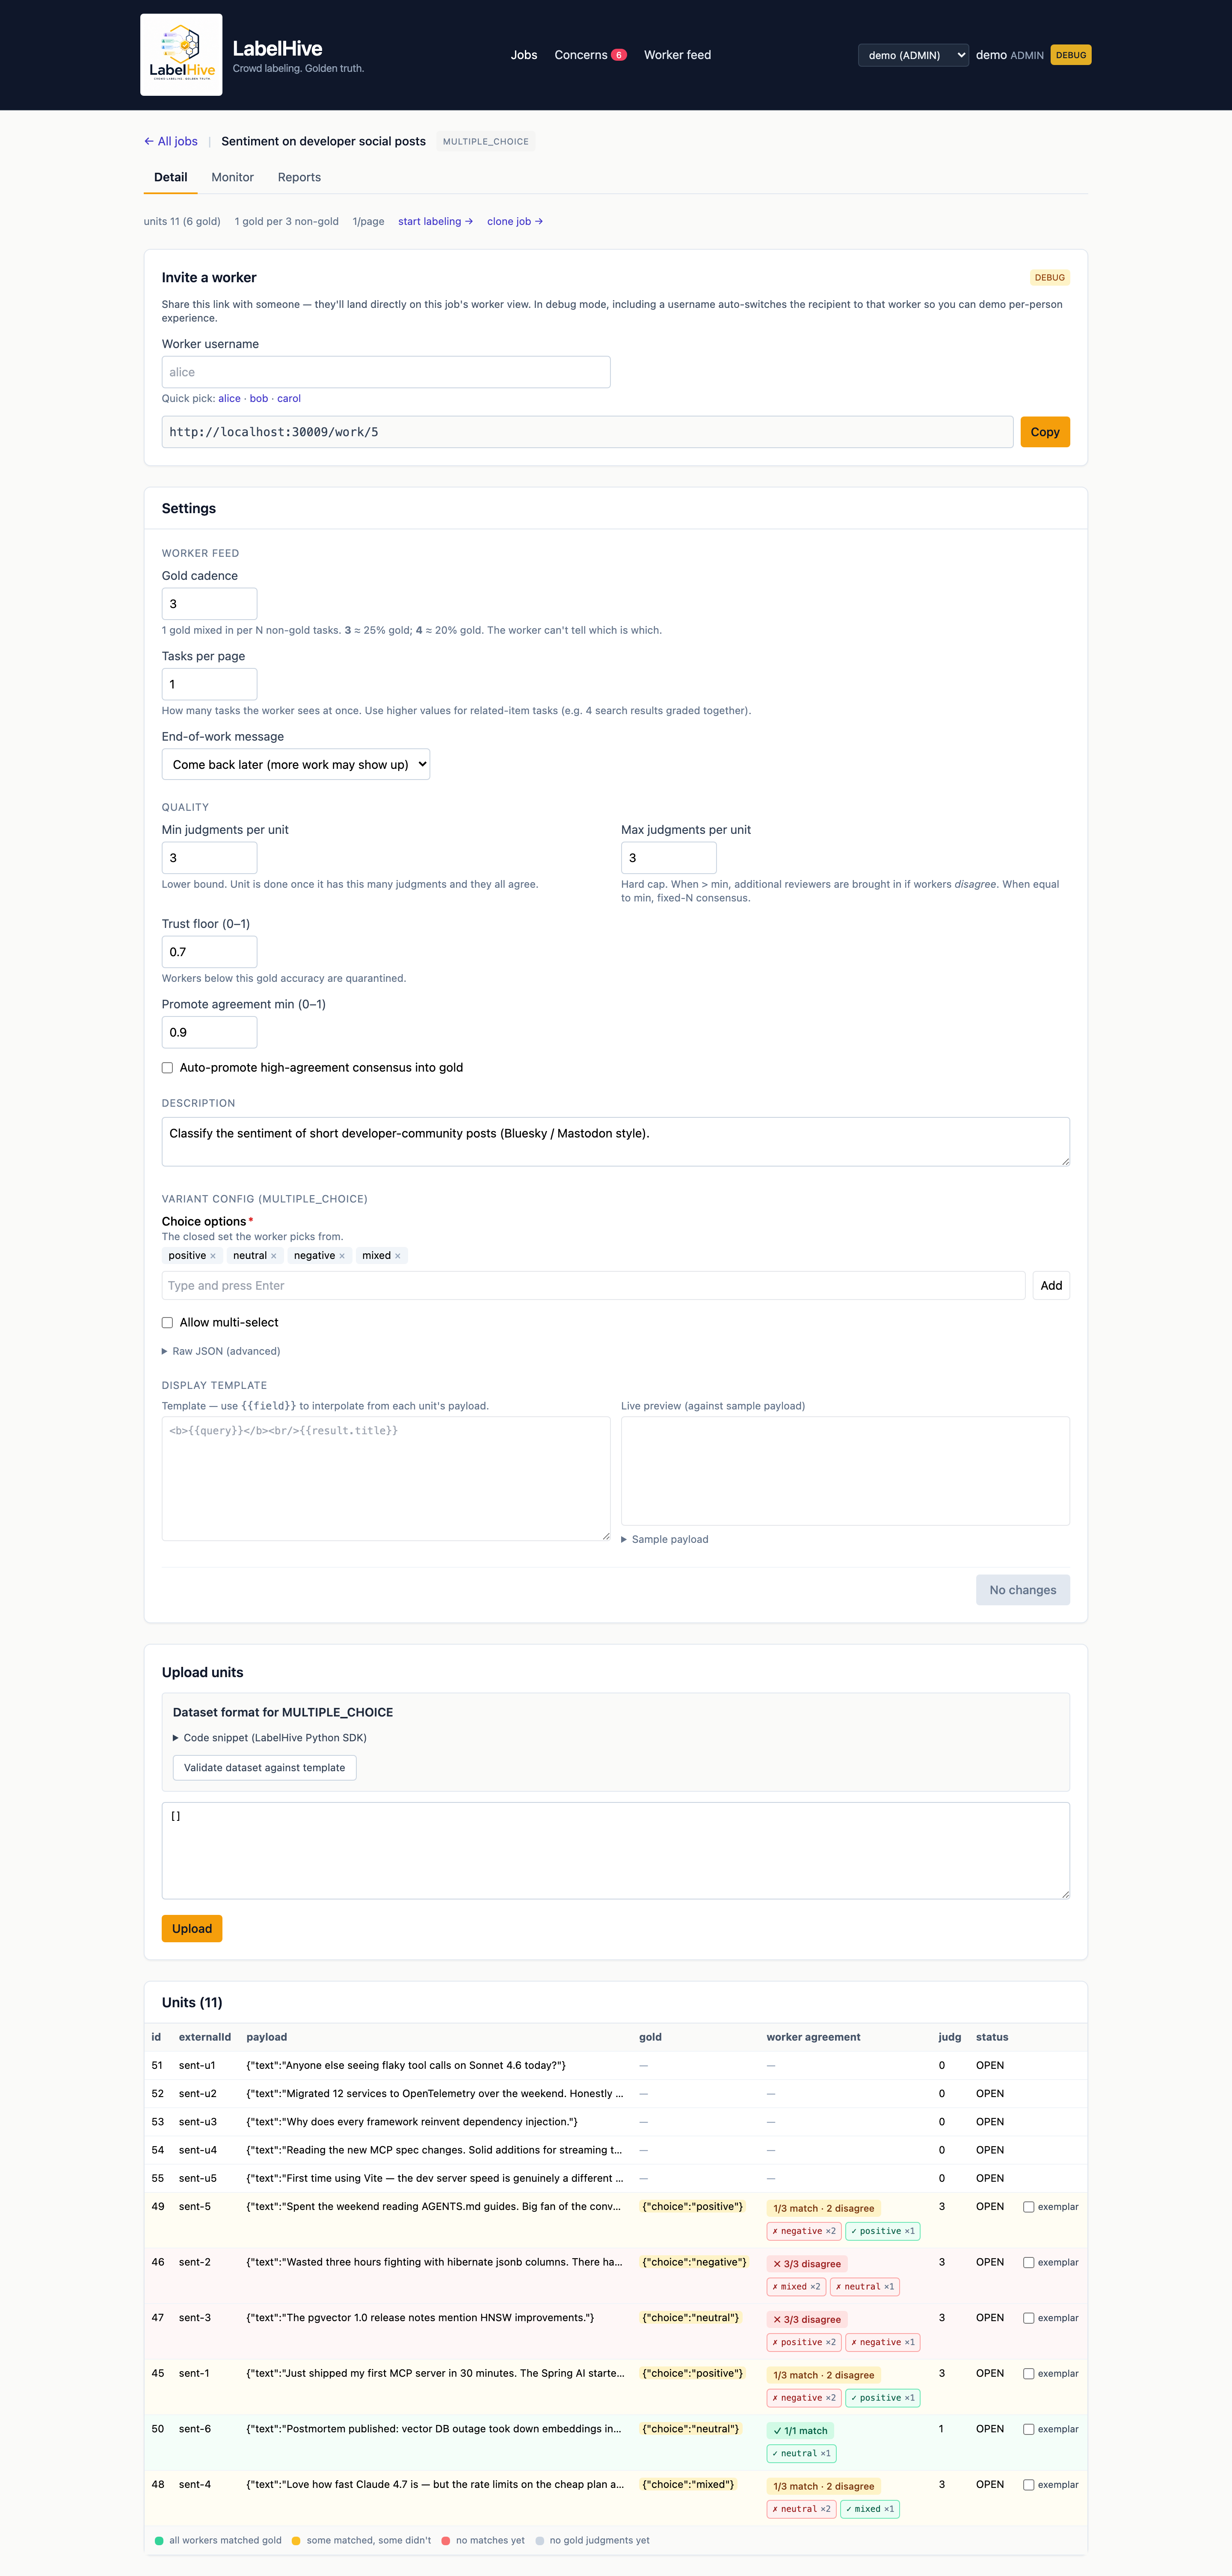 LabelHive
CROWD LABELING. GOLDEN TRUTH.
LabelHive
Crowd labeling. Golden truth.
Jobs Concerns 6 Worker feed
demo (ADMIN) demo ADMIN DEBUG
← All jobs | Sentiment on developer social posts MULTIPLE_CHOICE
Detail Monitor Reports
units 11 (6 gold) 1 gold per 3 non-gold 1/page start labeling → clone job →
Invite a worker DEBUG
Share this link with someone — they'll land directly on this job's worker view. In debug mode, including a username auto-switches the recipient to that worker so you can demo per-person
experience.
Worker username
alice
Quick pick: alice · bob · carol
http://localhost:30009/work/5 Copy
Settings
WORKER FEED
Gold cadence
3
1 gold mixed in per N non-gold tasks. 3 ≈ 25% gold; 4 ≈ 20% gold. The worker can't tell which is which.
Tasks per page
1
How many tasks the worker sees at once. Use higher values for related-item tasks (e.g. 4 search results graded together).
End-of-work message
Come back later (more work may show up)
QUALITY
Min judgments per unit Max judgments per unit
3 3
Lower bound. Unit is done once it has this many judgments and they all agree. Hard cap. When > min, additional reviewers are brought in if workers disagree. When equal
to min, fixed-N consensus.
Trust floor (0–1)
0.7
Workers below this gold accuracy are quarantined.
Promote agreement min (0–1)
0.9
Auto-promote high-agreement consensus into gold
DESCRIPTION
Classify the sentiment of short developer-community posts (Bluesky / Mastodon style).
VARIANT CONFIG (MULTIPLE_CHOICE)
Choice options *
The closed set the worker picks from.
positive × neutral × negative × mixed ×
Type and press Enter Add
Allow multi-select
▶ Raw JSON (advanced)
DISPLAY TEMPLATE
Template — use {{field}} to interpolate from each unit's payload. Live preview (against sample payload)
<b>{{query}}</b><br/>{{result.title}}
▶ Sample payload
No changes
Upload units
Dataset format for MULTIPLE_CHOICE
▶ Code snippet (LabelHive Python SDK)
Validate dataset against template
[]
Upload
Units (11)
id externalId payload gold worker agreement judg status
51 sent-u1 {"text":"Anyone else seeing flaky tool calls on Sonnet 4.6 today?"} — — 0 OPEN
52 sent-u2 {"text":"Migrated 12 services to OpenTelemetry over the weekend. Honestly ... — — 0 OPEN
53 sent-u3 {"text":"Why does every framework reinvent dependency injection."} — — 0 OPEN
54 sent-u4 {"text":"Reading the new MCP spec changes. Solid additions for streaming t... — — 0 OPEN
55 sent-u5 {"text":"First time using Vite — the dev server speed is genuinely a different ... — — 0 OPEN
49 sent-5 {"text":"Spent the weekend reading AGENTS.md guides. Big fan of the conv... {"choice":"positive"} 1/3 match · 2 disagree 3 OPEN exemplar
✗ negative ×2 ✓ positive ×1
46 sent-2 {"text":"Wasted three hours fighting with hibernate jsonb columns. There ha... {"choice":"negative"} ✕ 3/3 disagree 3 OPEN exemplar
✗ mixed ×2 ✗ neutral ×1
47 sent-3 {"text":"The pgvector 1.0 release notes mention HNSW improvements."} {"choice":"neutral"} ✕ 3/3 disagree 3 OPEN exemplar
✗ positive ×2 ✗ negative ×1
45 sent-1 {"text":"Just shipped my first MCP server in 30 minutes. The Spring AI starte... {"choice":"positive"} 1/3 match · 2 disagree 3 OPEN exemplar
✗ negative ×2 ✓ positive ×1
50 sent-6 {"text":"Postmortem published: vector DB outage took down embeddings in... {"choice":"neutral"} ✓ 1/1 match 1 OPEN exemplar
✓ neutral ×1
48 sent-4 {"text":"Love how fast Claude 4.7 is — but the rate limits on the cheap plan a... {"choice":"mixed"} 1/3 match · 2 disagree 3 OPEN exemplar
✗ neutral ×2 ✓ mixed ×1
all workers matched gold some matched, some didn't no matches yet no gold judgments yet